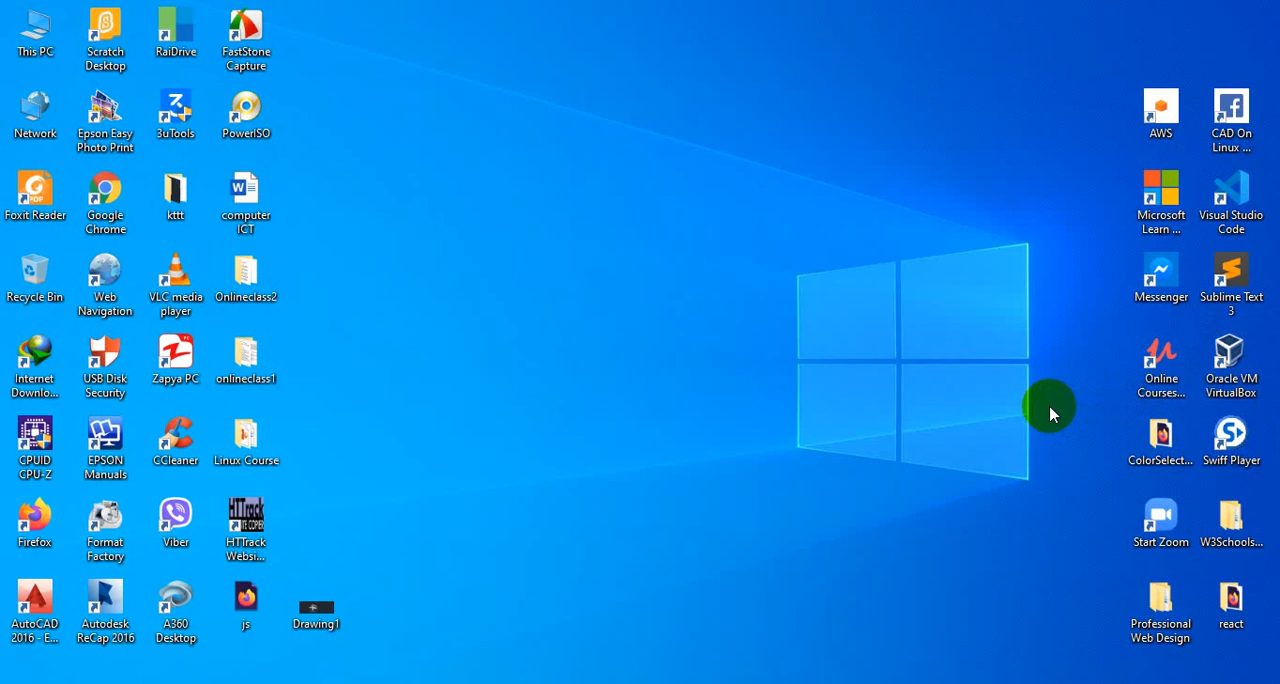 This PC
Scratch
Desktop
RaiDrive
FastStone
Capture
Network
Epson Easy
Photo Print
3uTools
PowerISO
AWS
CAD On
Linux ...
Foxit Reader
PDF
Google
Chrome
kttt
computer
ICT
Microsoft
Learn ...
Visual Studio
Code
Recycle Bin
Web
Navigation
VLC media
player
Onlineclass2
Messenger
Sublime Text
3
Internet
Downlo...
USB Disk
Security
Zapya PC
onlineclass1
Online
Courses...
Oracle VM
VirtualBox
CPUID
CPU-Z
EPSON
Manuals
CCleaner
Linux Course
ColorSelect...
Swiff Player
Firefox
Format
Factory
Viber
HTTrack
HTTrack
Websi...
Start Zoom
W3Schools...
AutoCAD
2016 - E...
Autodesk
ReCap 2016
A360
Desktop
js
Drawing1
Professional
Web Design
react